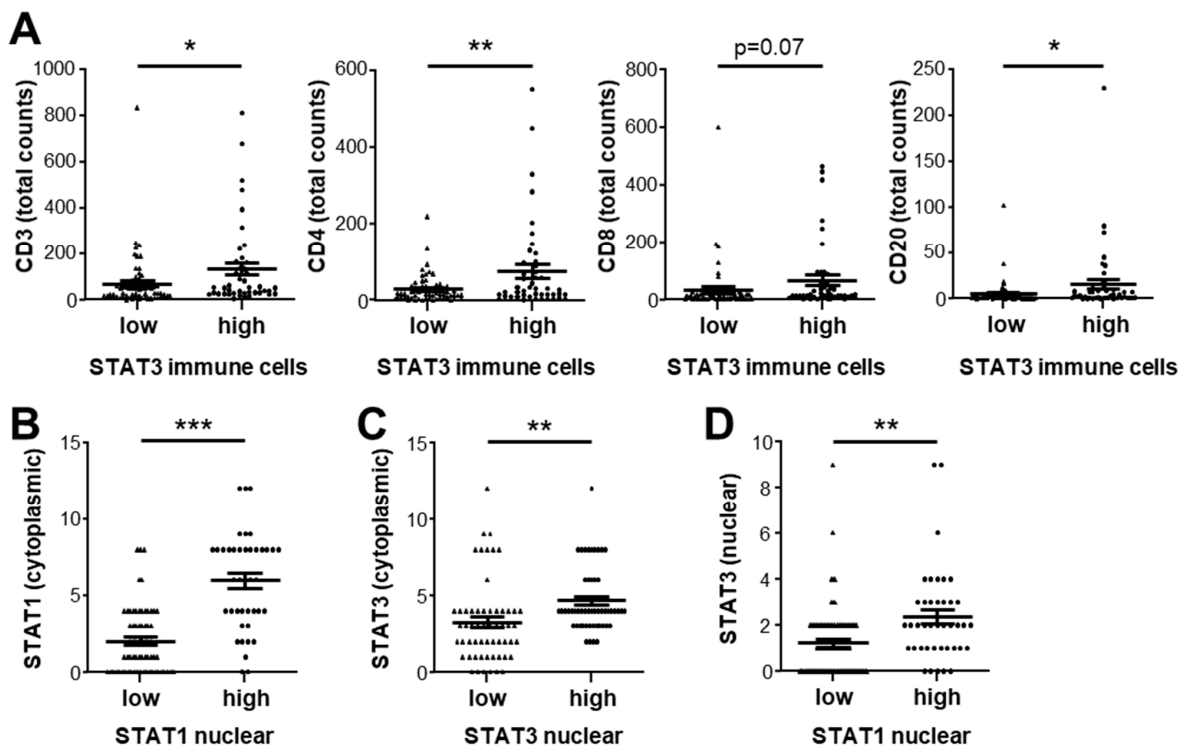 A
* ** p=0.07 *
CD3 (total counts)
1000
800
600
400
200
0
low high
STAT3 immune cells
CD4 (total counts)
600
400
200
0
low high
STAT3 immune cells
CD8 (total counts)
800
600
400
200
0
low high
STAT3 immune cells
CD20 (total counts)
250
200
150
100
50
0
low high
STAT3 immune cells
B
***
STAT1 (cytoplasmic)
15
10
5
0
low high
STAT1 nuclear
C
**
STAT3 (cytoplasmic)
15
10
5
0
low high
STAT3 nuclear
D
**
STAT3 (nuclear)
10
8
6
4
2
0
low high
STAT1 nuclear